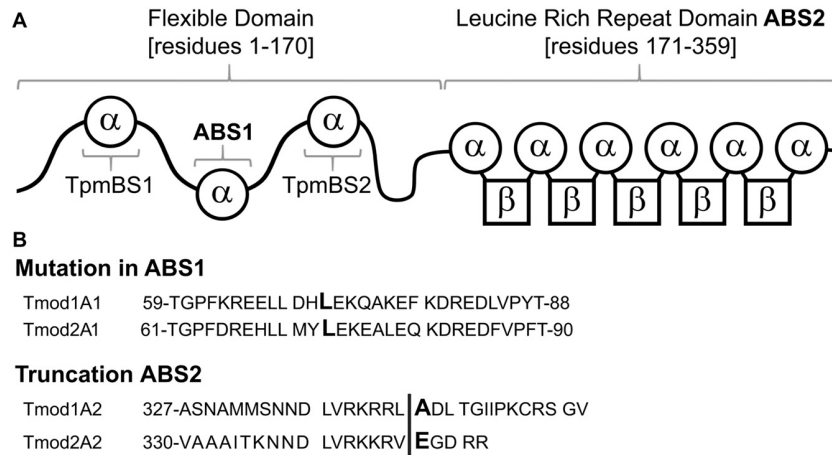 A
Flexible Domain
[residues 1-170]
Leucine Rich Repeat Domain ABS2
[residues 171-359]
α
ABS1
α
α
α
α
α
α
α
α
TpmBS1
α
TpmBS2
β
β
β
β
β
B
Mutation in ABS1
Tmod1A1 59-TGPFKREELL DHLEKQAKEF KDREDLVPYT-88
Tmod2A1 61-TGPFDREHLL MYLEKEALEQ KDREDFVPFT-90
Truncation ABS2
Tmod1A2 327-ASNAMMSNND LVRKRRL ADL TGIIPKCRS GV
Tmod2A2 330-VAAAITKNND LVRKKRV EGD RR